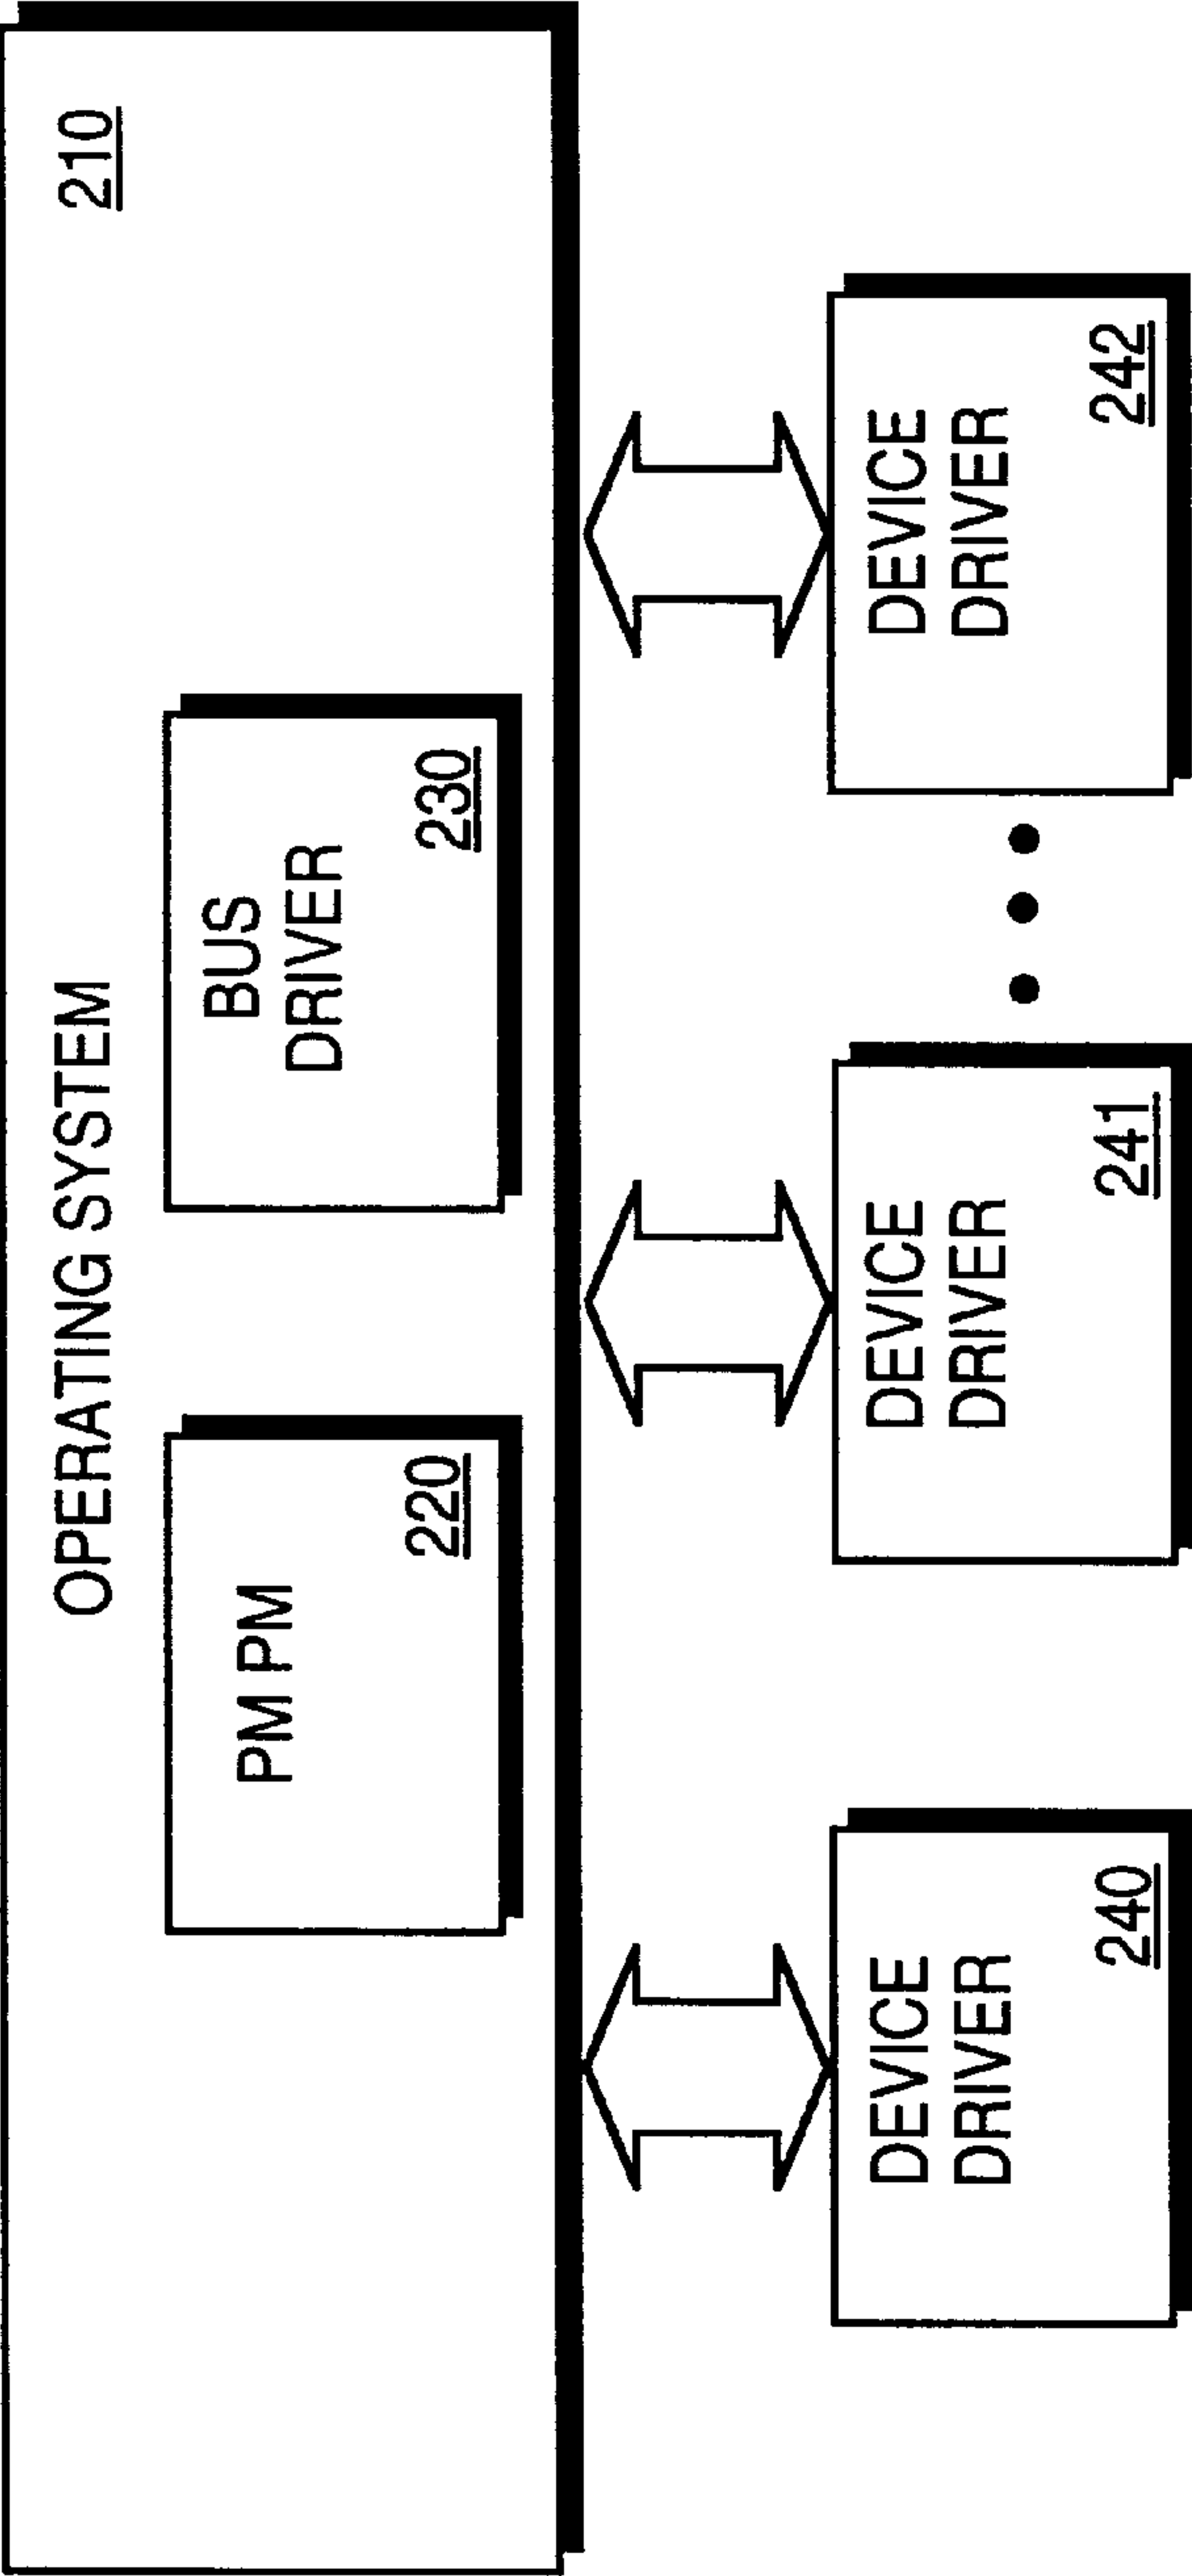 OPERATING SYSTEM
210
PM PM
220
BUS
DRIVER
230
DEVICE
DRIVER
240
DEVICE
DRIVER
241
DEVICE
DRIVER
242